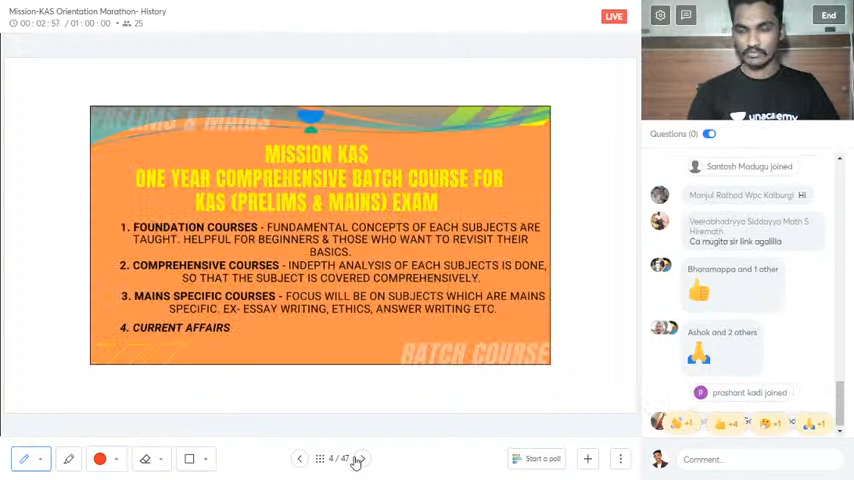 Mission-KAS Orientation Marathon- History
00 : 02 : 57 / 01 : 00 : 00 • 25
LIVE
End
PRELIMS & MAINS
MISSION KAS
ONE YEAR COMPREHENSIVE BATCH COURSE FOR
KAS (PRELIMS & MAINS) EXAM
1. FOUNDATION COURSES - FUNDAMENTAL CONCEPTS OF EACH SUBJECTS ARE
TAUGHT. HELPFUL FOR BEGINNERS & THOSE WHO WANT TO REVISIT THEIR
BASICS.
2. COMPREHENSIVE COURSES - INDEPTH ANALYSIS OF EACH SUBJECTS IS DONE,
SO THAT THE SUBJECT IS COVERED COMPREHENSIVELY.
3. MAINS SPECIFIC COURSES - FOCUS WILL BE ON SUBJECTS WHICH ARE MAINS
SPECIFIC. EX- ESSAY WRITING, ETHICS, ANSWER WRITING ETC.
4. CURRENT AFFAIRS
BATCH COURSE
unacademy
Questions (0)
Santosh Modugu joined
Manjul Rathod Wpc Kalburgi Hi
Veerabhadryya Siddayya Math S
Hiremath
Ca mugita sir link agalilla
Bharamappa and 1 other
Ashok and 2 others
P prashant kadi joined
+1 +4 +1 +1
4 / 47
Start a poll
Comment...